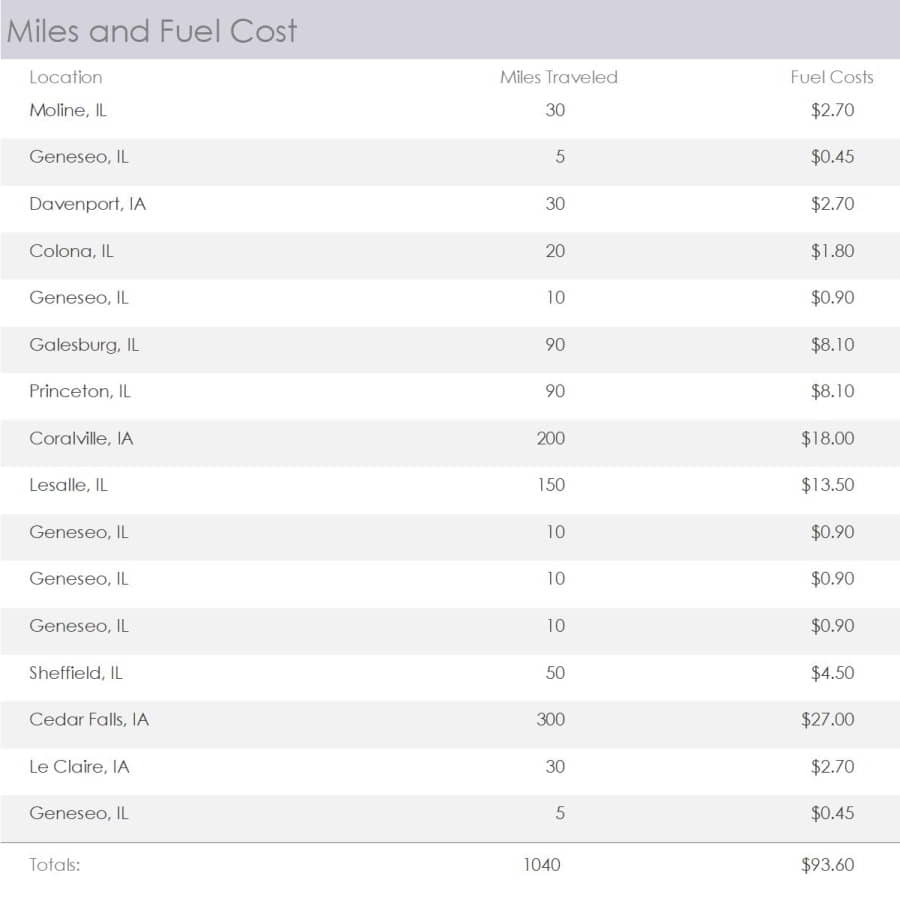 Miles and Fuel Cost
Location Miles Traveled Fuel Costs
Moline, IL 30 $2.70
Geneseo, IL 5 $0.45
Davenport, IA 30 $2.70
Colona, IL 20 $1.80
Geneseo, IL 10 $0.90
Galesburg, IL 90 $8.10
Princeton, IL 90 $8.10
Coralville, IA 200 $18.00
Lesalle, IL 150 $13.50
Geneseo, IL 10 $0.90
Geneseo, IL 10 $0.90
Geneseo, IL 10 $0.90
Sheffield, IL 50 $4.50
Cedar Falls, IA 300 $27.00
Le Claire, IA 30 $2.70
Geneseo, IL 5 $0.45
Totals: 1040 $93.60